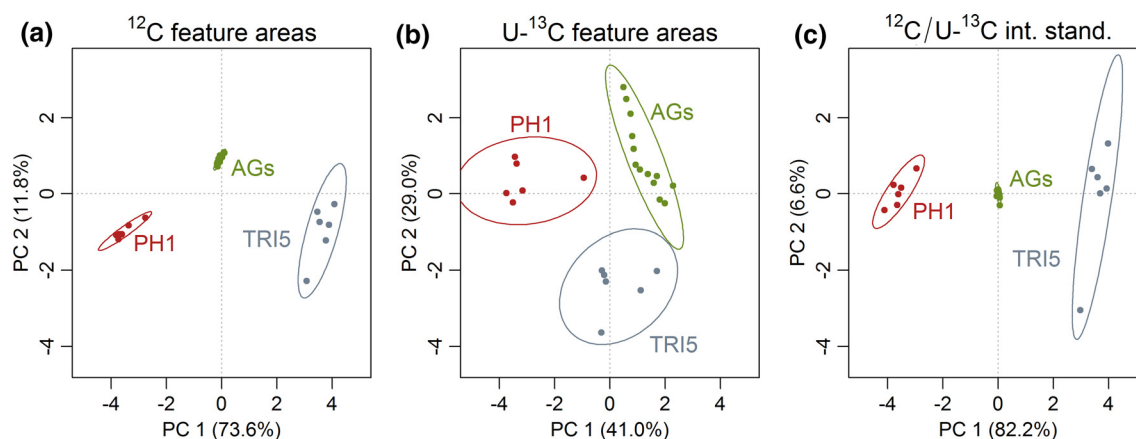 (a) ¹²C feature areas
PC 2 (11.8%)
2
0
-2
-4
AGs
PH1
TRI5
-4 -2 0 2 4
PC 1 (73.6%)
(b) U-¹³C feature areas
PC 2 (29.0%)
2
0
-2
-4
PH1
AGs
TRI5
-4 -2 0 2 4
PC 1 (41.0%)
(c) ¹²C/U-¹³C int. stand.
PC 2 (6.6%)
2
0
-2
-4
AGs
PH1
TRI5
-4 -2 0 2 4
PC 1 (82.2%)